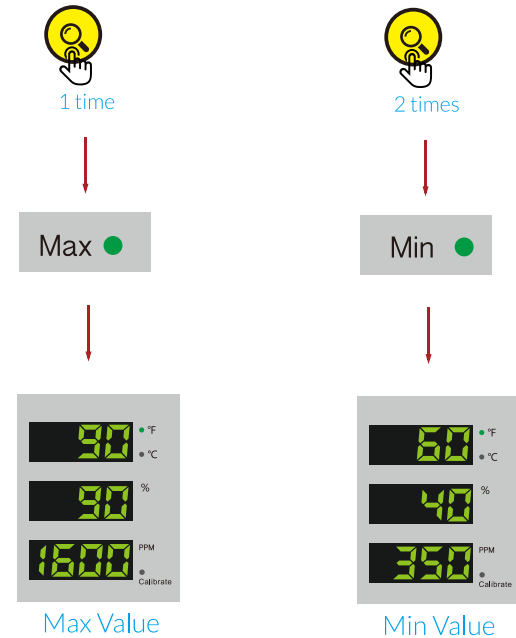 1 time
2 times
Max
Min
90 °F
°C
90 %
1600 PPM
Calibrate
60 °F
°C
40 %
350 PPM
Calibrate
Max Value
Min Value